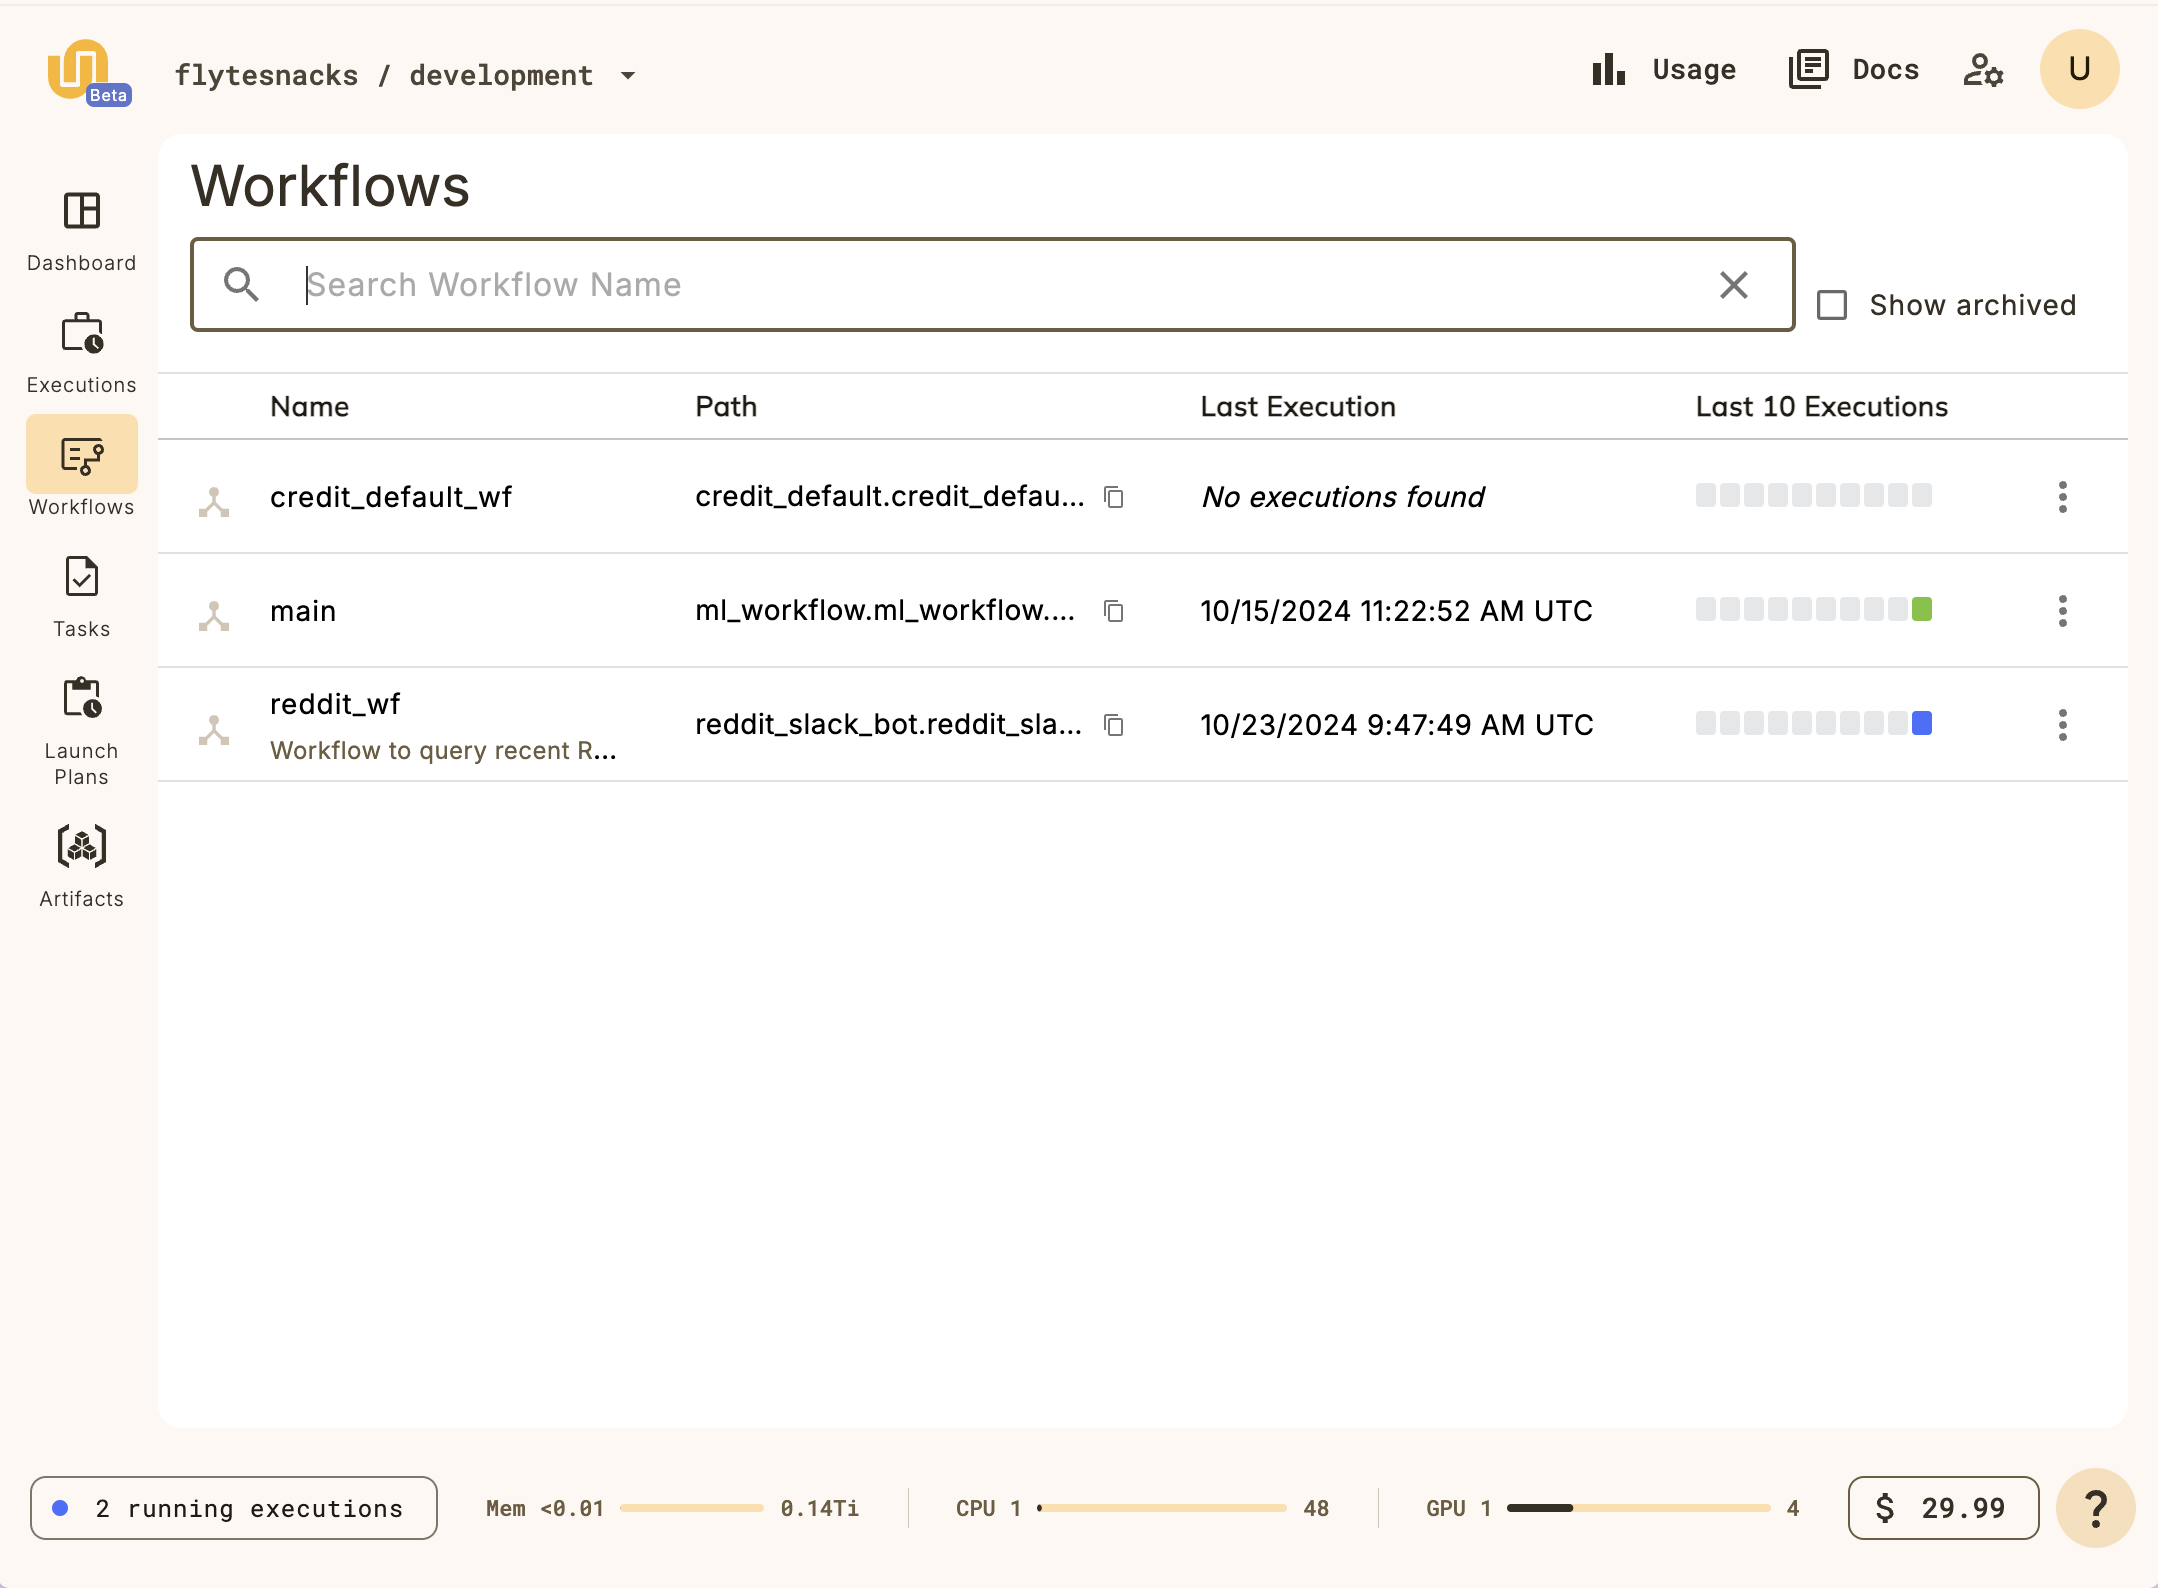 Beta
flytesnacks / development
Usage
Docs
U
Dashboard
Executions
Workflows
Tasks
Launch
Plans
Artifacts
Workflows
Search Workflow Name
Show archived
Name Path Last Execution Last 10 Executions
credit_default_wf credit_default.credit_defau... No executions found
main ml_workflow.ml_workflow.... 10/15/2024 11:22:52 AM UTC
reddit_wf
Workflow to query recent R...
reddit_slack_bot.reddit_sla... 10/23/2024 9:47:49 AM UTC
2 running executions Mem <0.01 0.14Ti CPU 1 48 GPU 1 4 $ 29.99 ?